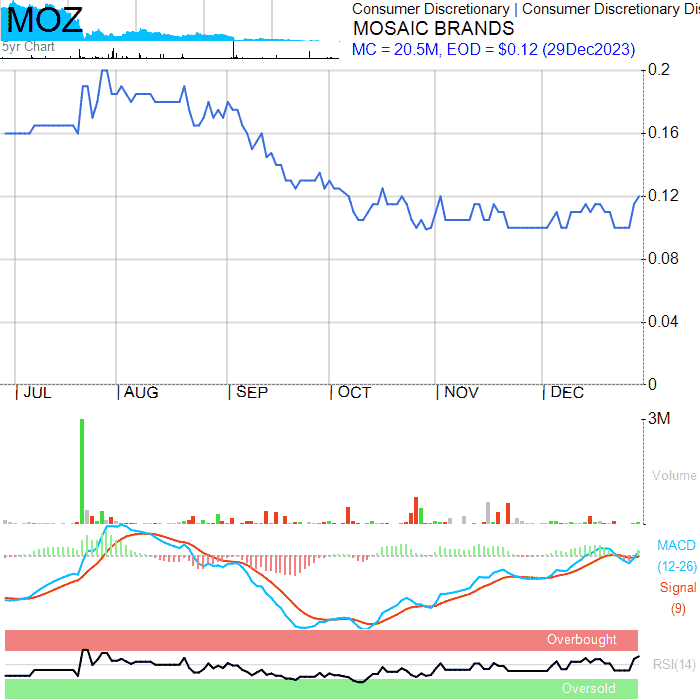 MOZ
5yr Chart
Consumer Discretionary | Consumer Discretionary Dis
MOSAIC BRANDS
MC = 20.5M, EOD = $0.12 (29Dec2023)
0.2
0.16
0.12
0.08
0.04
0
| JUL | AUG | SEP | OCT | NOV | DEC
3M
Volume
MACD
(12-26)
Signal
(9)
Overbought
RSI(14)
Oversold